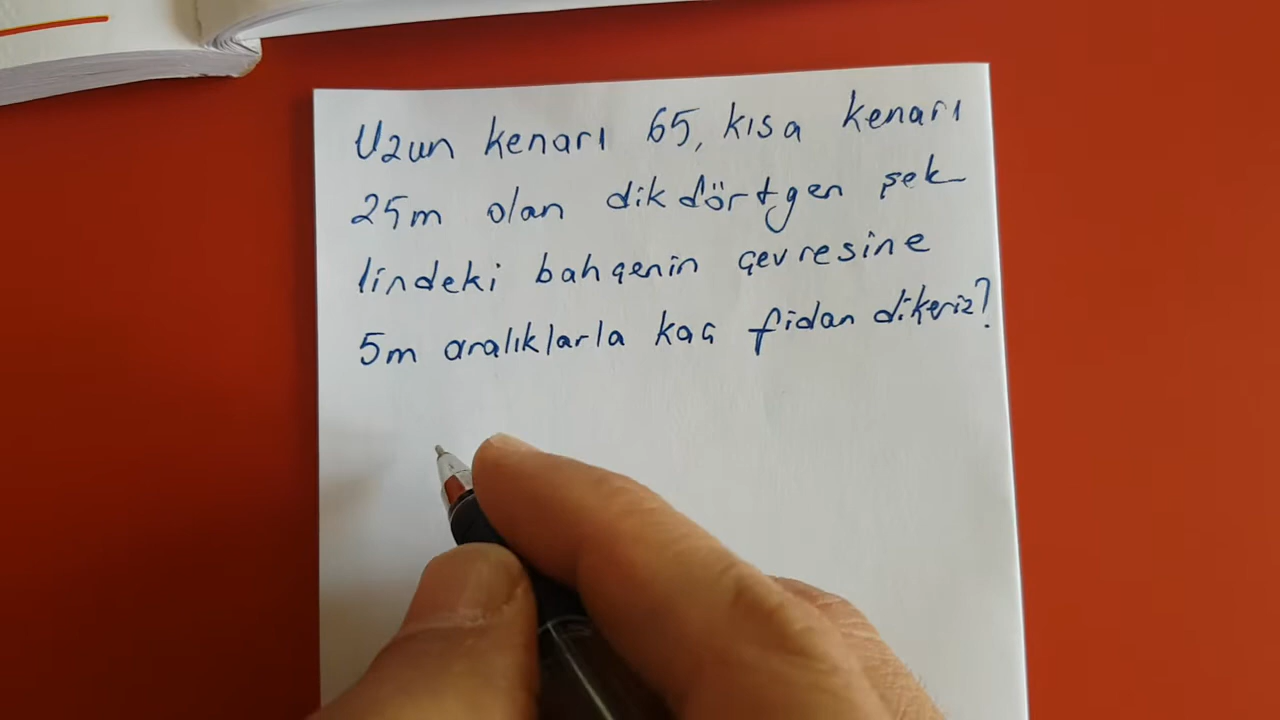 Uzun kenarı 65, kısa kenarı
25m olan dikdörtgen şek
lindeki bahçenin çevresine
5m aralıklarla kaç fidan dikeriz?